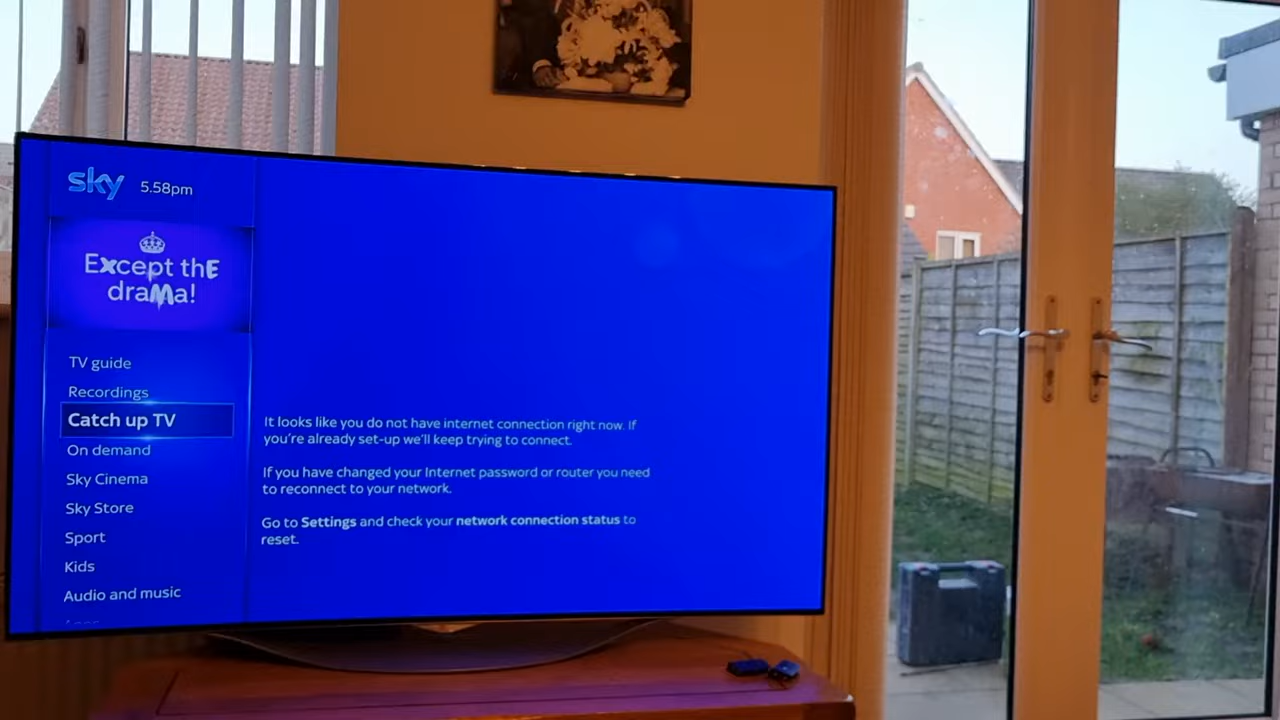 sky 5.58pm
Except thE
draMa!
TV guide
Recordings
Catch up TV
On demand
Sky Cinema
Sky Store
Sport
Kids
Audio and music
It looks like you do not have internet connection right now. If
you're already set-up we'll keep trying to connect.
If you have changed your Internet password or router you need
to reconnect to your network.
Go to Settings and check your network connection status to
reset.